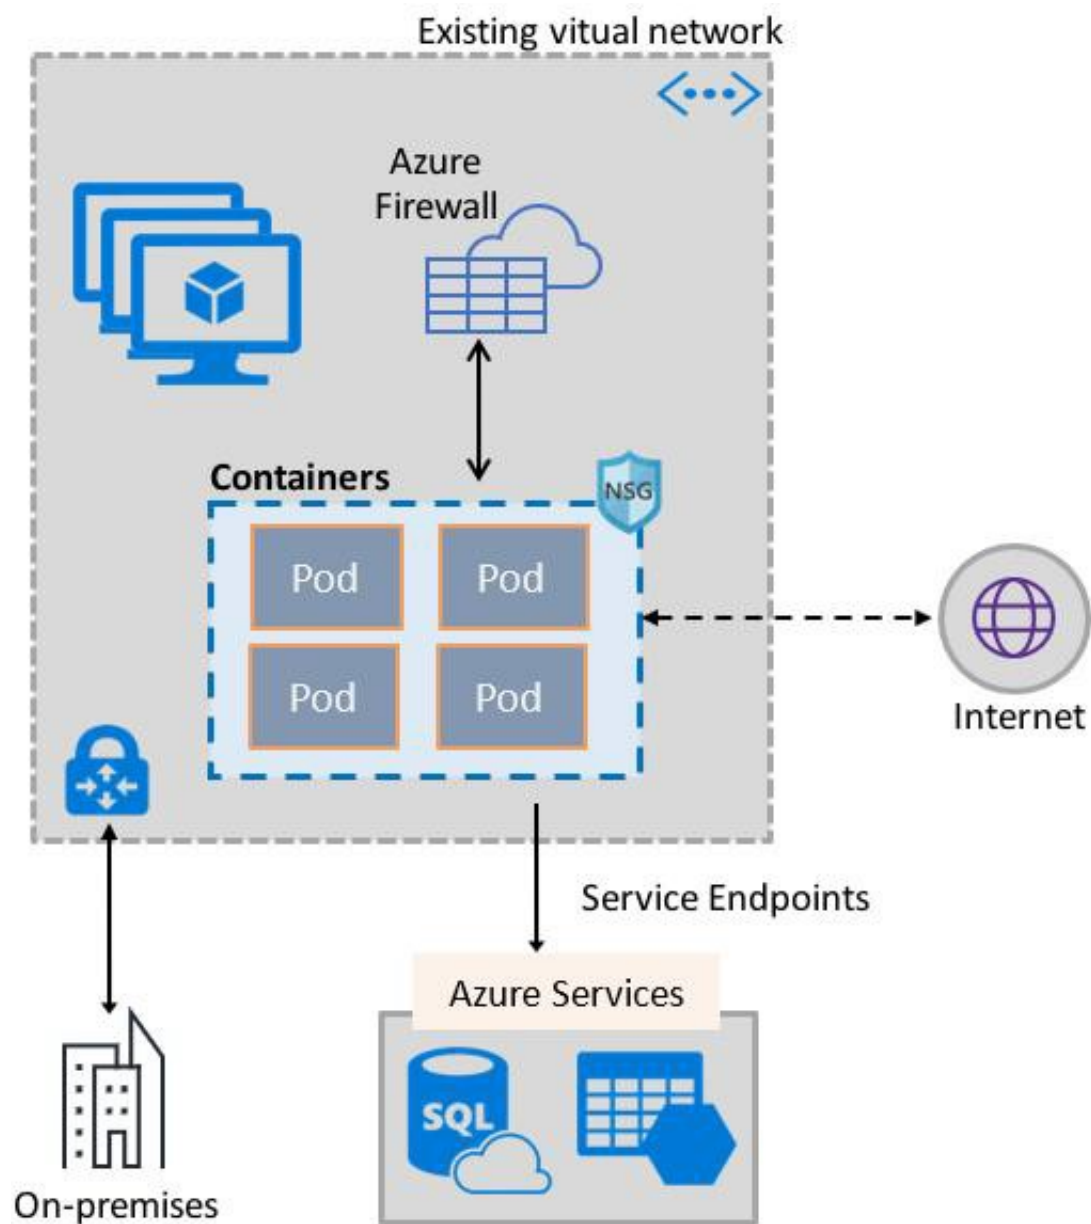 Existing vitual network
Azure
Firewall
Containers
NSG
Pod
Pod
Pod
Pod
Internet
Service Endpoints
Azure Services
SQL
On-premises